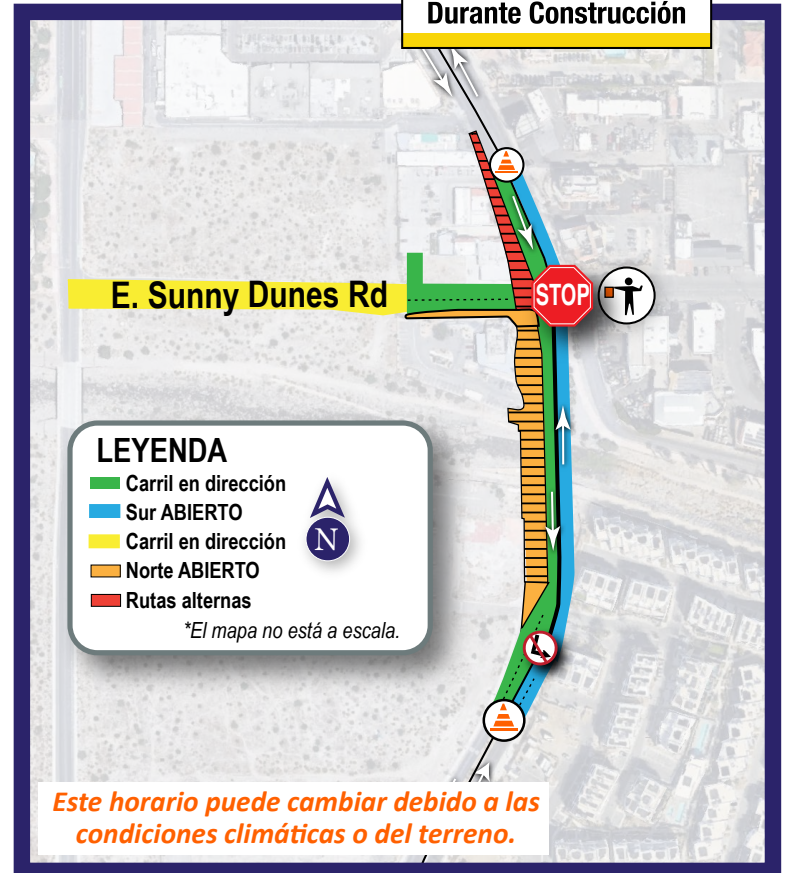 Durante Construcción
E. Sunny Dunes Rd
STOP
LEYENDA
Carril en dirección
Sur ABIERTO
Carril en dirección
Norte ABIERTO
Rutas alternas
N
*El mapa no está a escala.
Este horario puede cambiar debido a las
condiciones climáticas o del terreno.